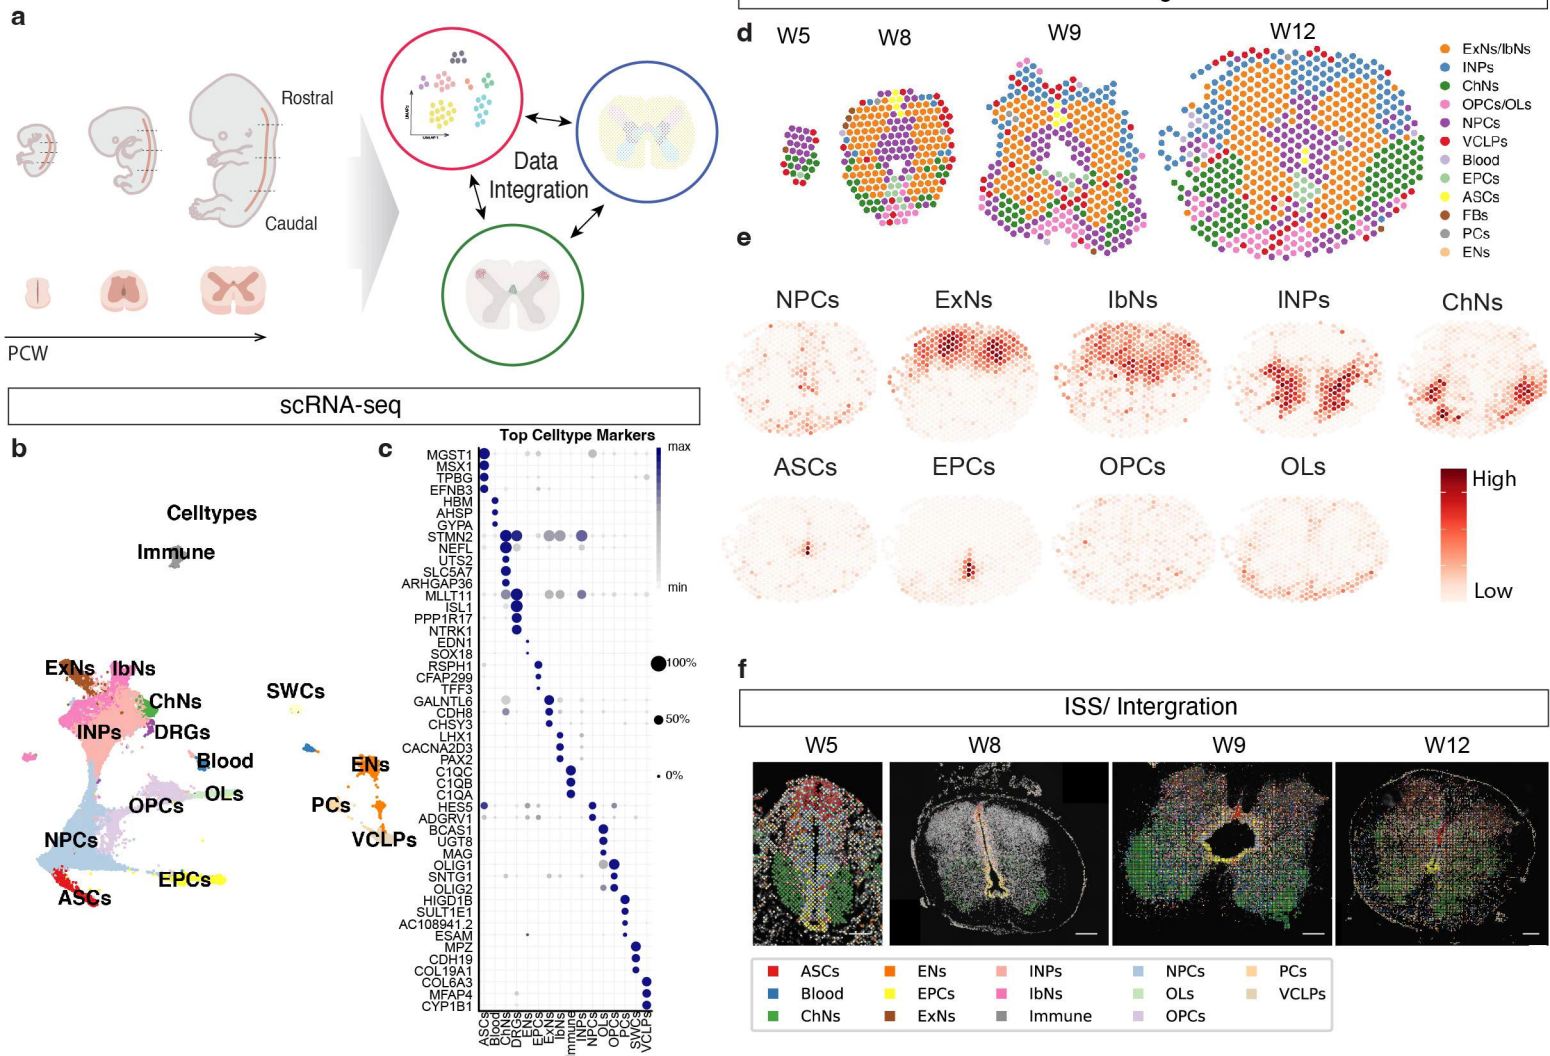 a
Rostral
Caudal
PCW
UMAP2
UMAP1
Data
Integration
scRNA-seq
b
Celltypes
Immune
ExNs
IbNs
ChNs
INPs
DRGs
SWCs
Blood
ENs
OPCs
OLs
PCs
NPCs
VCLPs
ASCs
EPCs
c
Top Celltype Markers
MGST1
MSX1
TPBG
EFNB3
HBM
AHSP
GYPA
STMN2
NEFL
UTS2
SLC5A7
ARHGAP36
MLLT11
ISL1
PPP1R17
NTRK1
EDN1
SOX18
RSPH1
CFAP299
TFF3
GALNTL6
CDH8
CHSY3
LHX1
CACNA2D3
PAX2
C1QC
C1QB
C1QA
HES5
ADGRV1
BCAS1
UGT8
MAG
OLIG1
SNTG1
OLIG2
HIGD1B
SULT1E1
AC108941.2
ESAM
MPZ
CDH19
COL19A1
COL6A3
MFAP4
CYP1B1
ASCs
Blood
ChNs
DRGs
ENs
EPCs
ExNs
IbNs
Immune
INPs
NPCs
OLs
OPCs
PCs
SWCs
VCLPs
max
min
100%
50%
0%
d
W5
W8
W9
W12
ExNs/IbNs
INPs
ChNs
OPCs/OLs
NPCs
VCLPs
Blood
EPCs
ASCs
FBs
PCs
ENs
e
NPCs
ExNs
IbNs
INPs
ChNs
ASCs
EPCs
OPCs
OLs
High
Low
f
ISS/ Intergration
W5
W8
W9
W12
ASCs
ENs
INPs
NPCs
PCs
Blood
EPCs
IbNs
OLs
VCLPs
ChNs
ExNs
Immune
OPCs